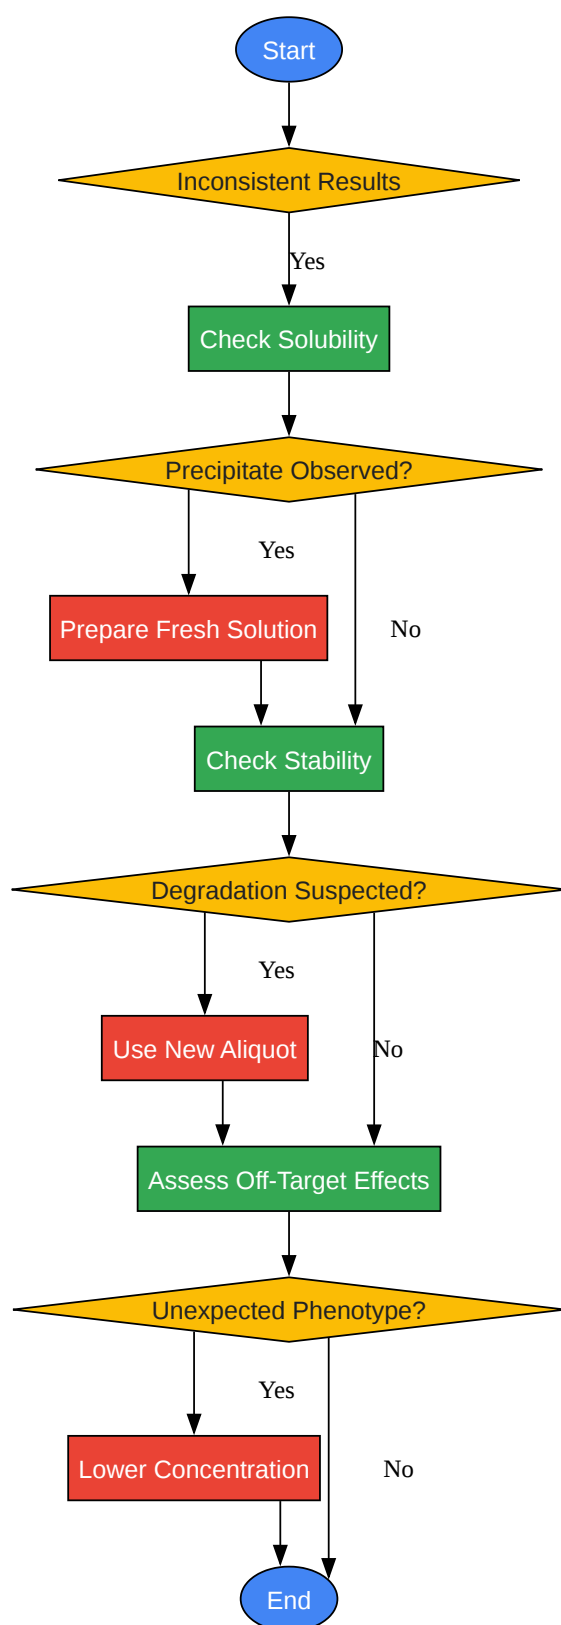 Start
Inconsistent Results
Yes
Check Solubility
Precipitate Observed?
Yes
Prepare Fresh Solution
No
Check Stability
Degradation Suspected?
Yes
Use New Aliquot
No
Assess Off-Target Effects
Unexpected Phenotype?
Yes
Lower Concentration
No
End